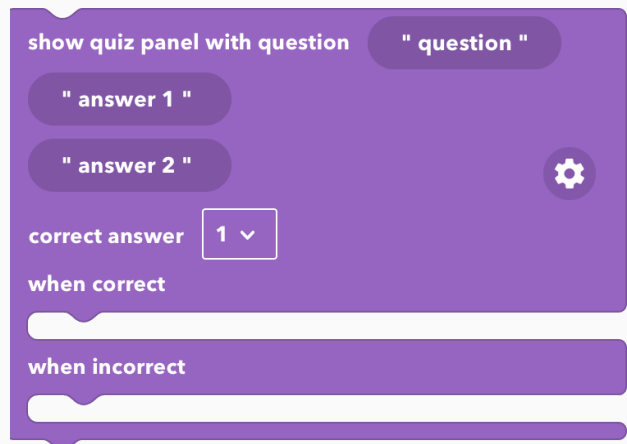 show quiz panel with question " question "
" answer 1 "
" answer 2 "
correct answer 1
when correct
when incorrect